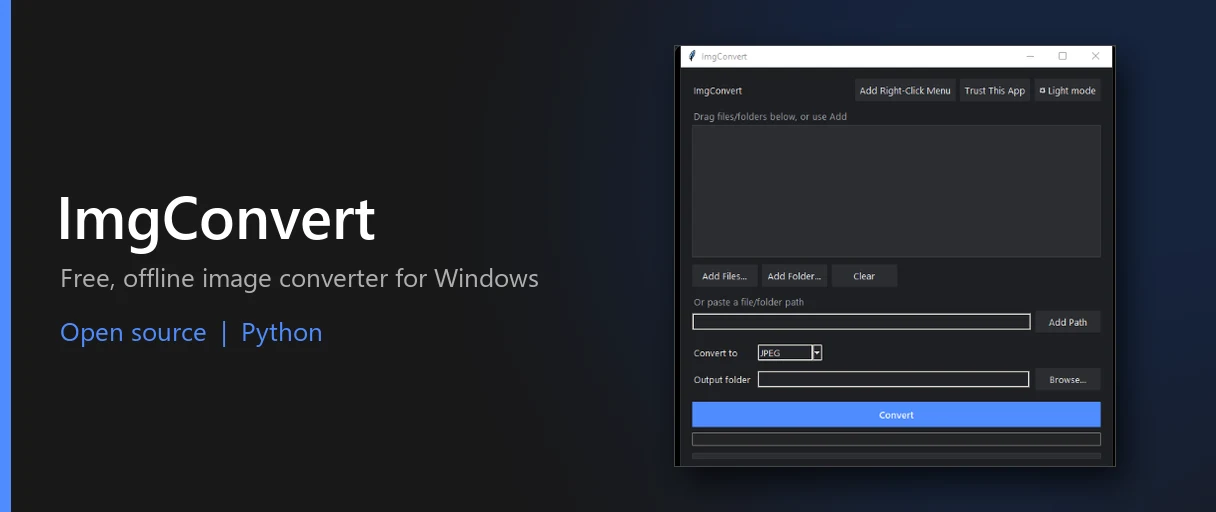 ImgConvert
Free, offline image converter for Windows
Open source | Python
ImgConvert
ImgConvert
Add Right-Click Menu
Trust This App
Light mode
Drag files/folders below, or use Add
Add Files...
Add Folder...
Clear
Or paste a file/folder path
Add Path
Convert to
JPEG
Output folder
Browse...
Convert